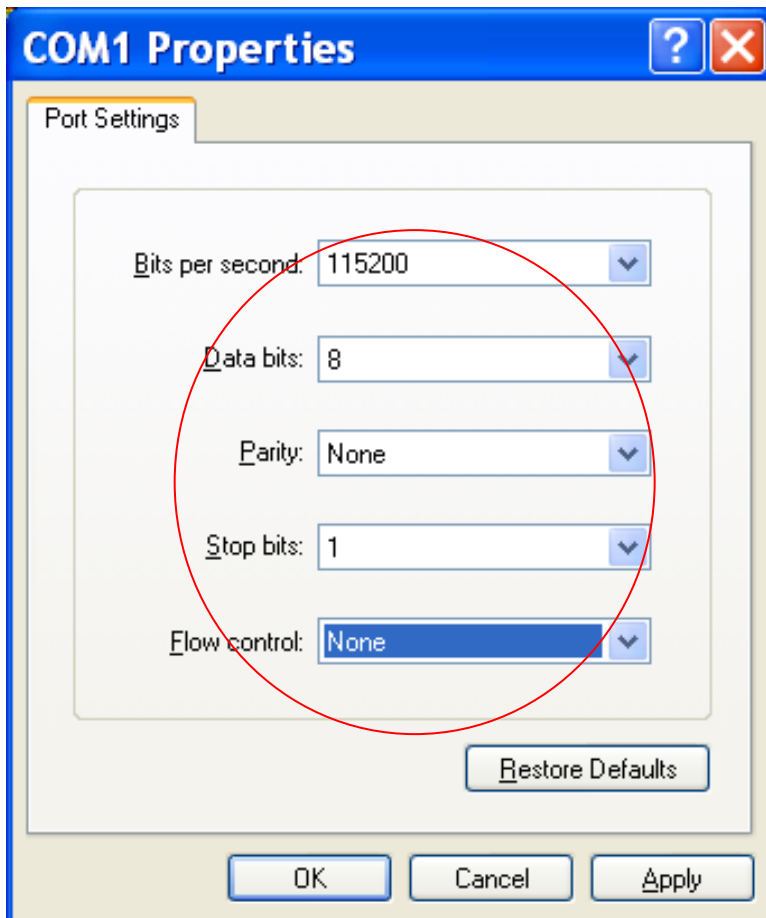 COM1 Properties
Port Settings
Bits per second: 115200
Data bits: 8
Parity: None
Stop bits: 1
Flow control: None
Restore Defaults
OK Cancel Apply